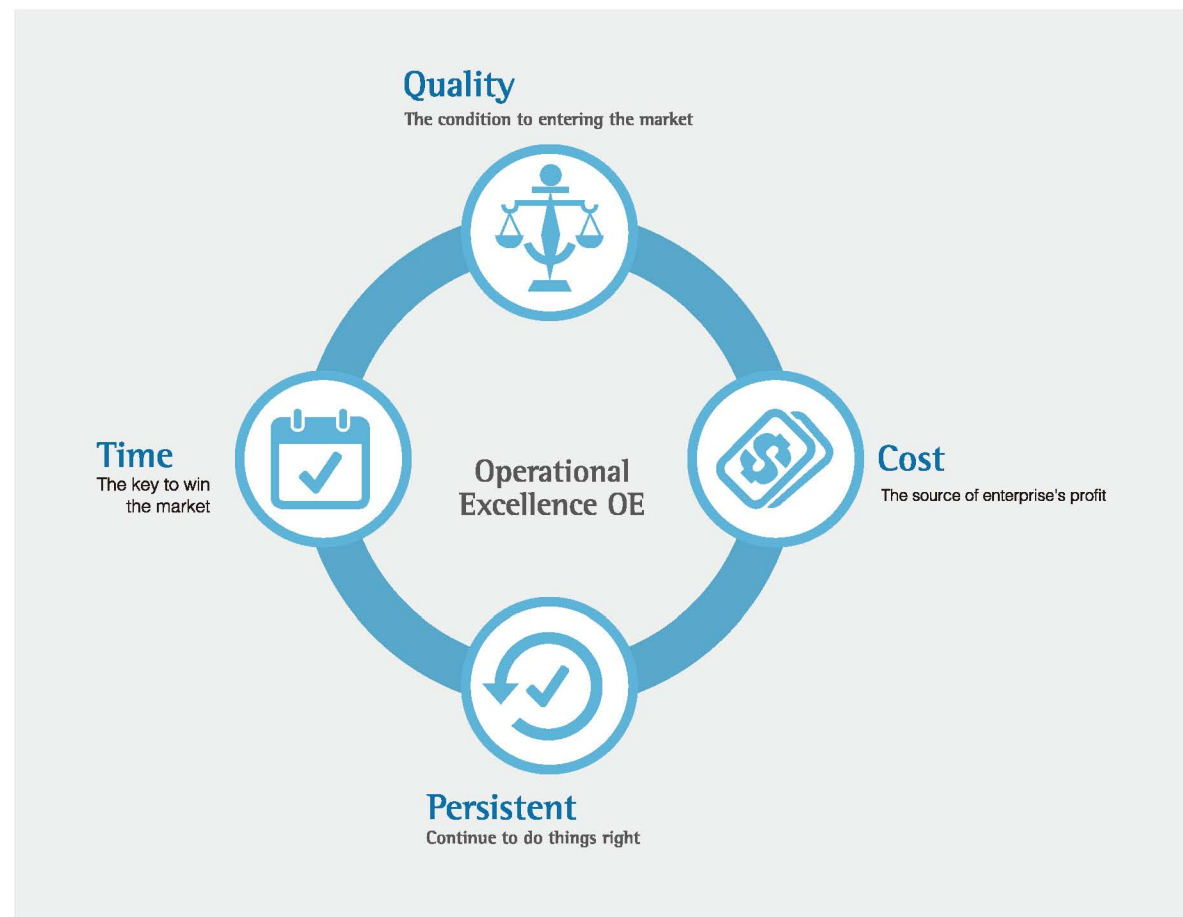 Quality
The condition to entering the market
Time
The key to win
the market
Operational
Excellence OE
Cost
The source of enterprise's profit
Persistent
Continue to do things right